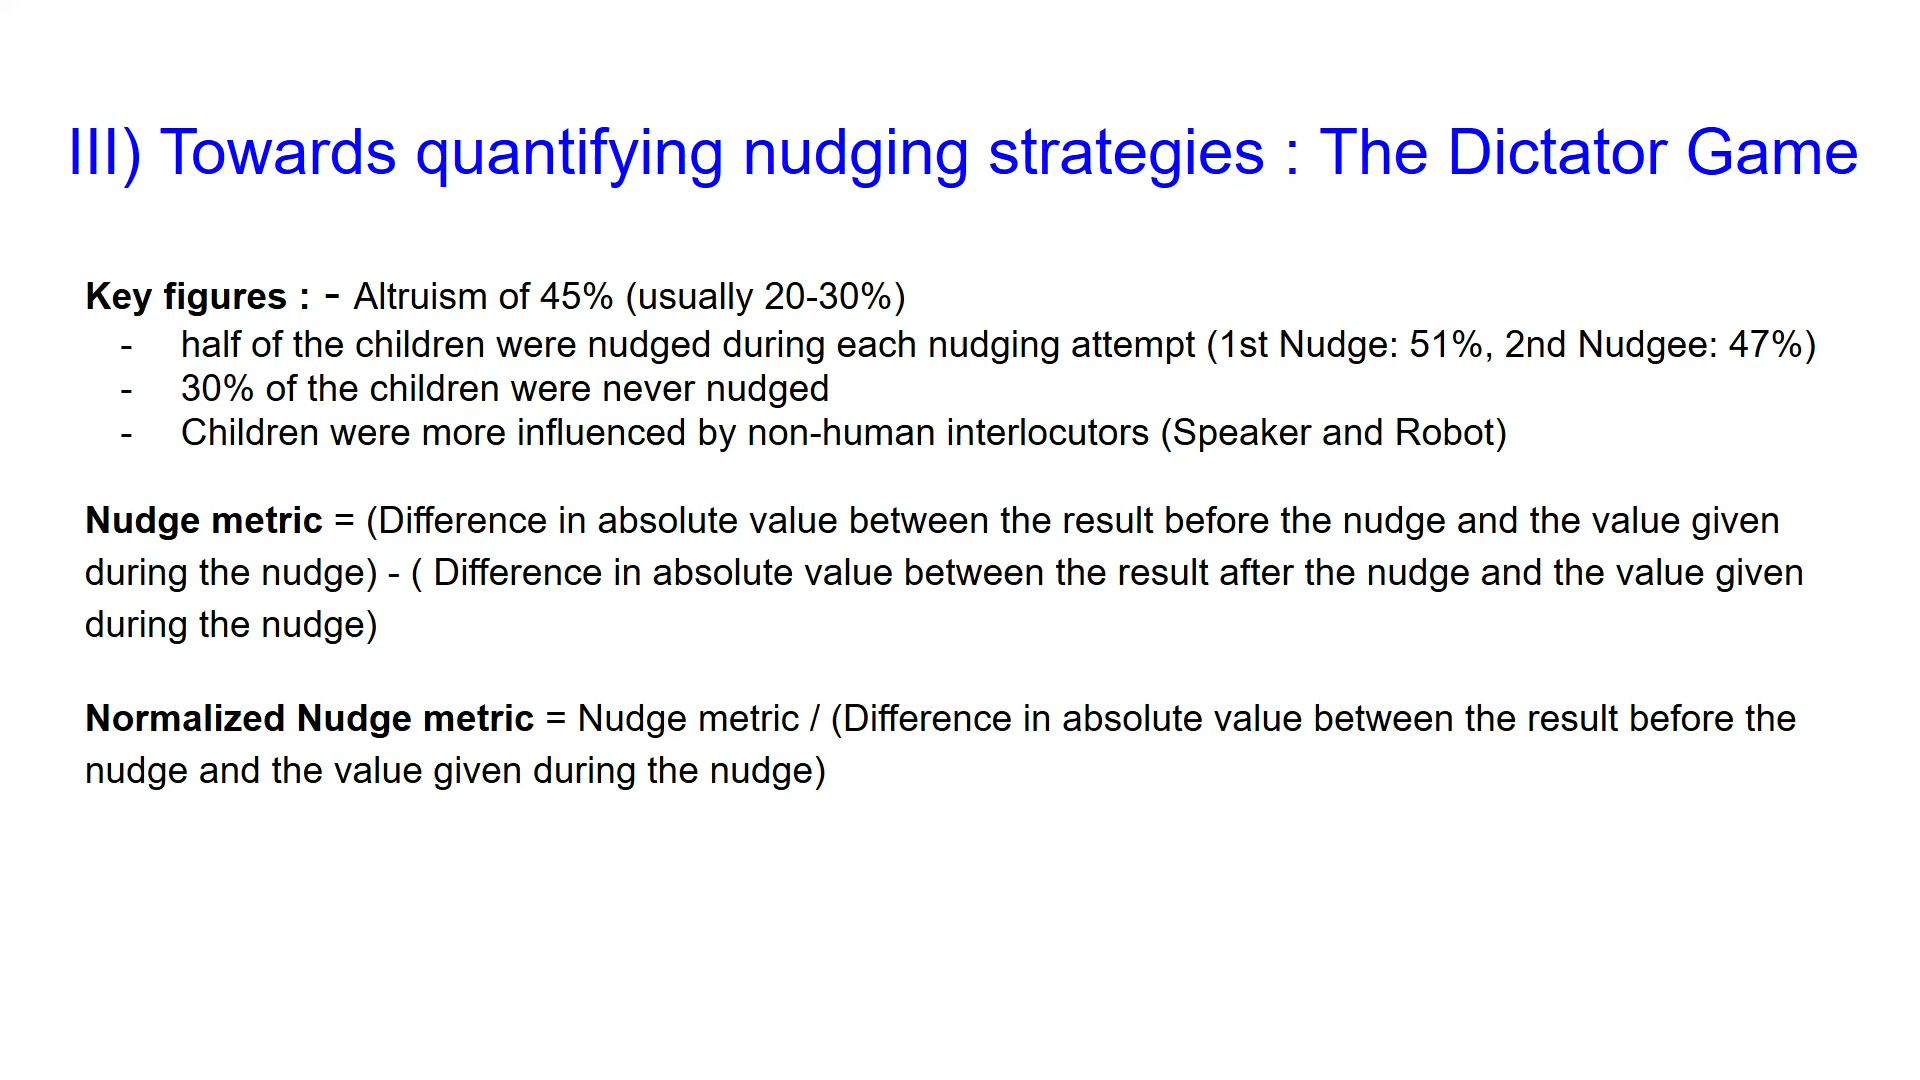 III) Towards quantifying nudging strategies : The Dictator Game
Key figures : - Altruism of 45% (usually 20-30%)
- half of the children were nudged during each nudging attempt (1st Nudge: 51%, 2nd Nudgee: 47%)
- 30% of the children were never nudged
- Children were more influenced by non-human interlocutors (Speaker and Robot)
Nudge metric = (Difference in absolute value between the result before the nudge and the value given
during the nudge) - ( Difference in absolute value between the result after the nudge and the value given
during the nudge)
Normalized Nudge metric = Nudge metric / (Difference in absolute value between the result before the
nudge and the value given during the nudge)